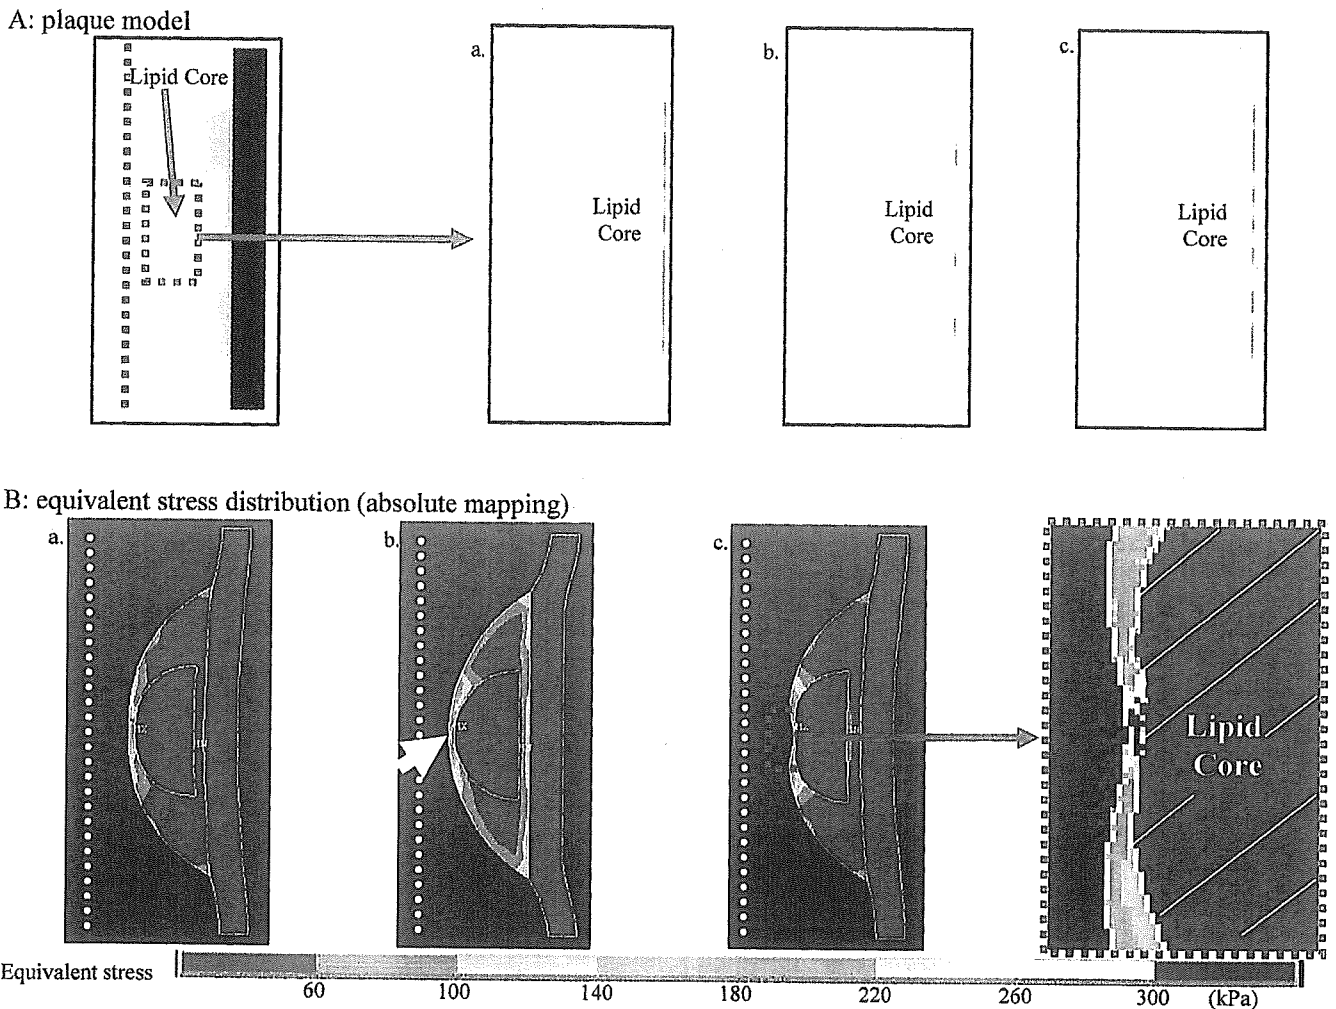 A: plaque model
Lipid Core
a.
Lipid
Core
b.
Lipid
Core
c.
Lipid
Core
B: equivalent stress distribution (absolute mapping)
a.
b.
c.
Lipid
Core
Equivalent stress
60 100 140 180 220 260 300 (kPa)